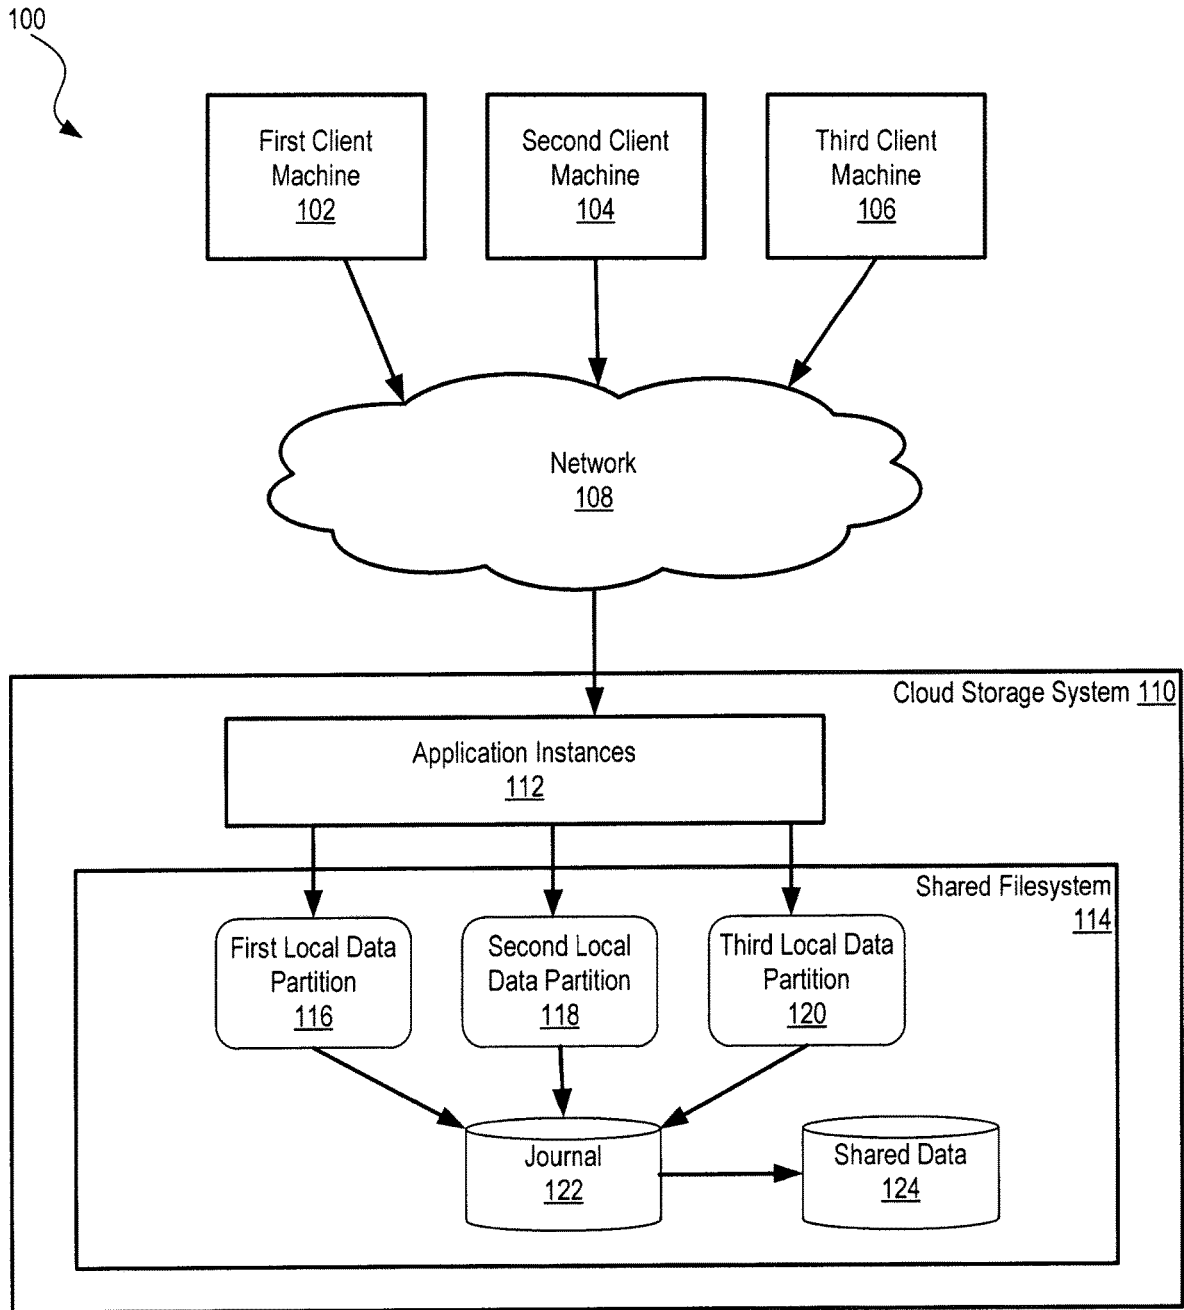 100
First Client
Machine
102
Second Client
Machine
104
Third Client
Machine
106
Network
108
Cloud Storage System 110
Application Instances
112
Shared Filesystem
114
First Local Data
Partition
116
Second Local
Data Partition
118
Third Local Data
Partition
120
Journal
122
Shared Data
124